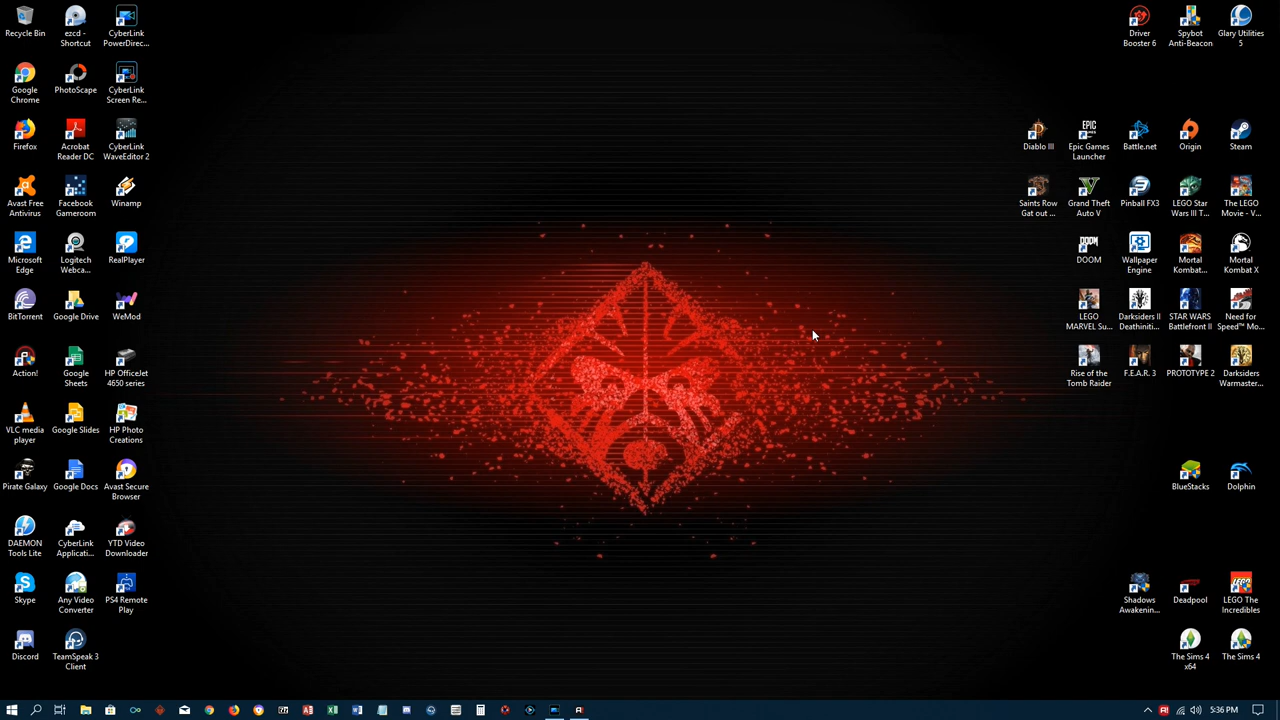 Recycle Bin
ezcd -
Shortcut
CyberLink
PowerDirec...
Google
Chrome
PhotoScape
CyberLink
Screen Re...
Firefox
Acrobat
Reader DC
CyberLink
WaveEditor 2
Avast Free
Antivirus
Facebook
Gameroom
Winamp
Microsoft
Edge
Logitech
Webca...
RealPlayer
BitTorrent
Google Drive
WeMod
Action!
Google
Sheets
HP OfficeJet
4650 series
VLC media
player
Google Slides
HP Photo
Creations
Pirate Galaxy
Google Docs
Avast Secure
Browser
DAEMON
Tools Lite
CyberLink
Applicati...
YTD Video
Downloader
Skype
Any Video
Converter
PS4 Remote
Play
Discord
TeamSpeak 3
Client
Driver
Booster 6
Spybot
Anti-Beacon
Glary Utilities
5
Diablo III
EPIC
GAMES
Epic Games
Launcher
Battle.net
Origin
Steam
Saints Row
Gat out ...
Grand Theft
Auto V
Pinball FX3
LEGO Star
Wars III T...
The LEGO
Movie - V...
DOOM
DOOM
Wallpaper
Engine
Mortal
Kombat...
Mortal
Kombat X
LEGO
MARVEL Su...
Darksiders II
Deathiniti...
STAR WARS
Battlefront II
Need for
Speed™ Mo...
Rise of the
Tomb Raider
F.E.A.R. 3
PROTOTYPE 2
Darksiders
Warmaster...
BlueStacks
Dolphin
Shadows
Awakenin...
Deadpool
LEGO
LEGO The
Incredibles
The Sims 4
x64
The Sims 4
5:36 PM